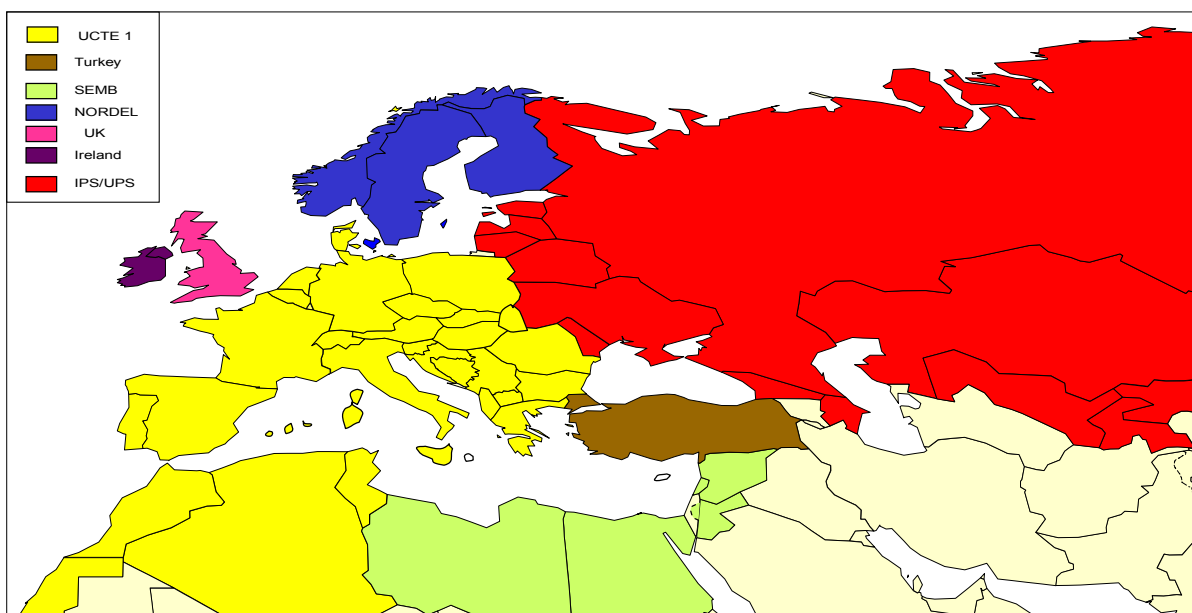 UCTE 1
Turkey
SEMB
NORDEL
UK
Ireland
IPS/UPS